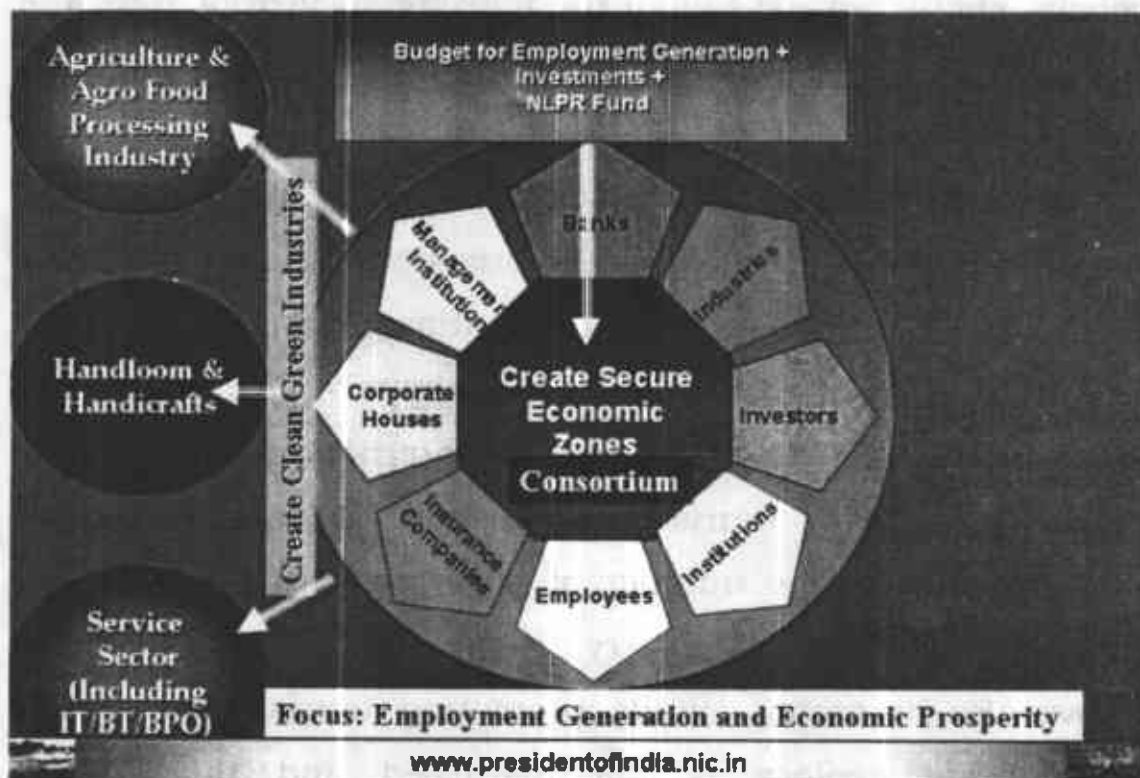 Agriculture &
Agro Food
Processing
Industry
Budget for Employment Generation +
Investments +
NLPR Fund
Create Clean Green Industries
Handloom &
Handicrafts
Service
Sector
(Including
IT/BT/BPO)
Banks
Industries
Investors
Institutions
Employees
Insurance
Companies
Corporate
Houses
Managemen
Institution
Create Secure
Economic
Zones
Consortium
Focus: Employment Generation and Economic Prosperity
www.presidentofindia.nic.in